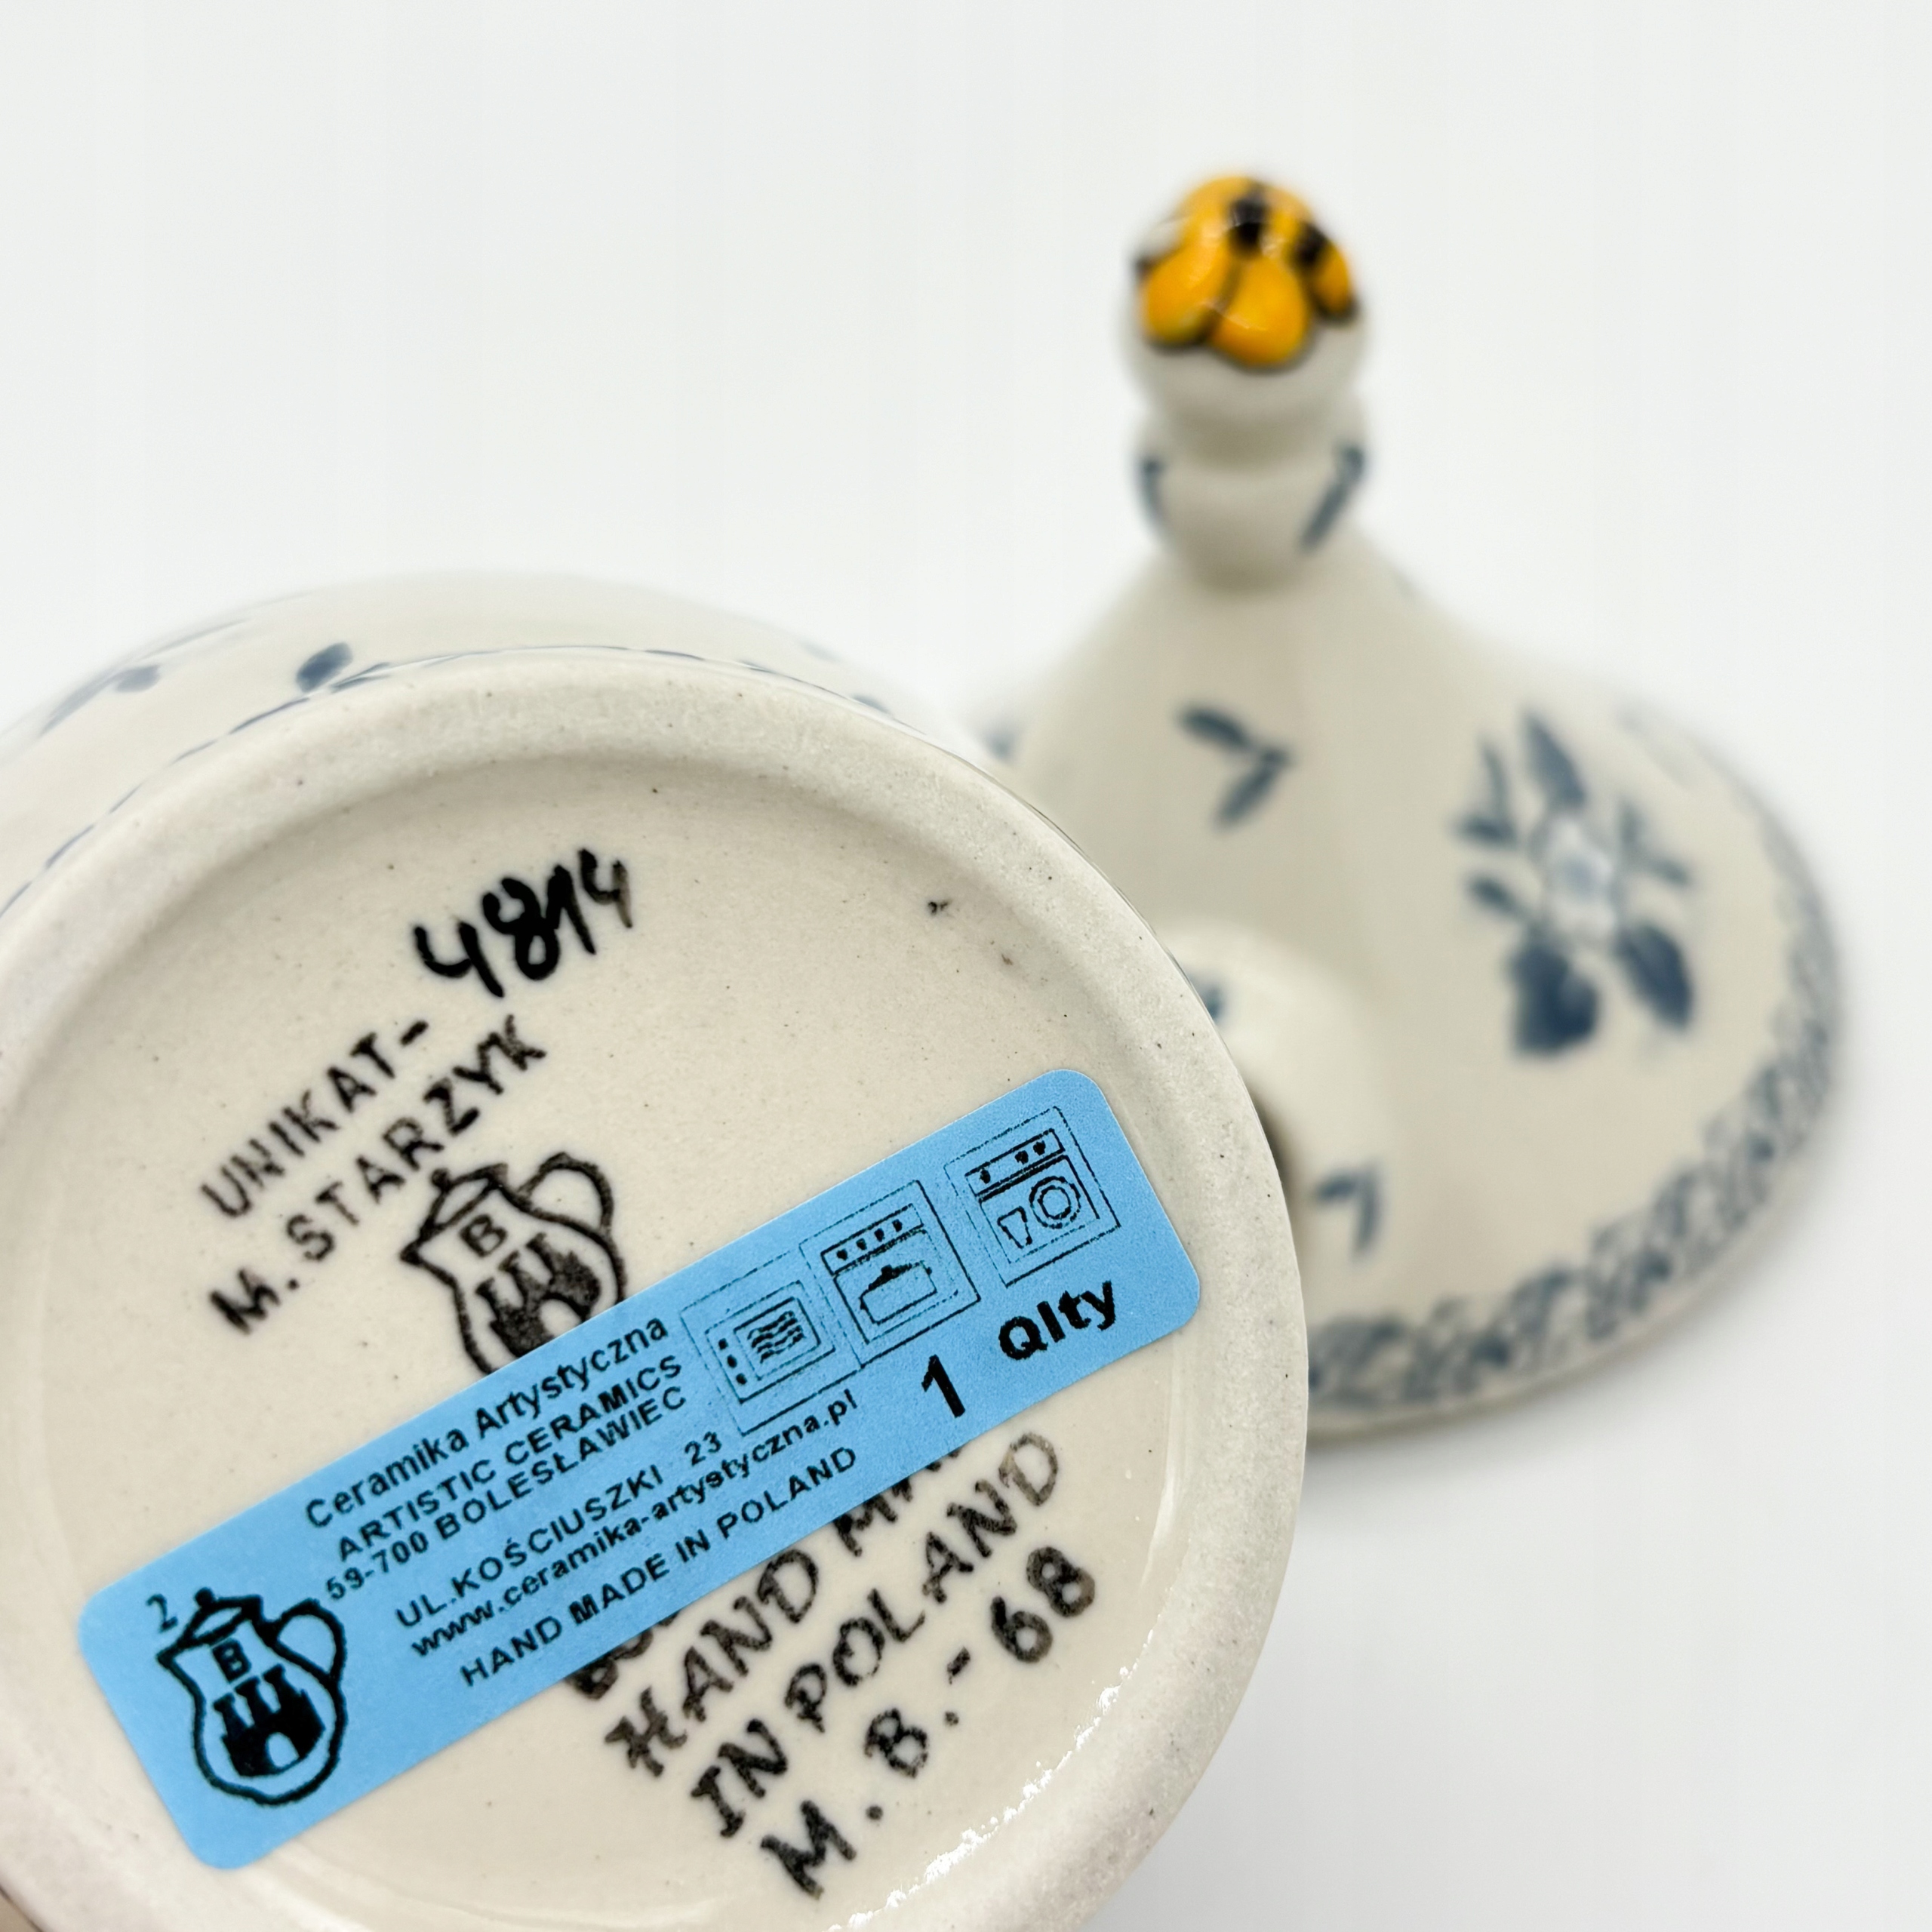 UNIKAT-4814
M. STARZYK
B
Ceramika Artystyczna
ARTISTIC CERAMICS
59-700 BOLESŁAWIEC
UL.KOŚCIUSZKI 23
www.ceramika-artystyczna.pl
HAND MADE IN POLAND
1 Qlty
2
B
HAND
IN POLAND
M.B.-68